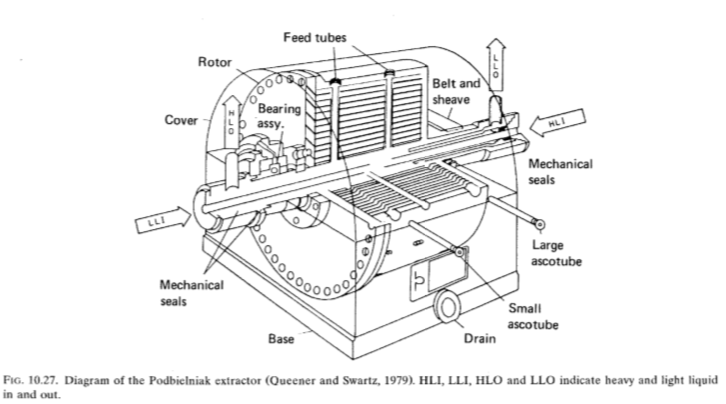 Feed tubes
Rotor
LLO
Belt and
sheave
Cover
HLO
Bearing
assy.
HLI
Mechanical
seals
LLI
Large
ascotube
Mechanical
seals
Small
ascotube
Base
Drain
FIG. 10.27. Diagram of the Podbielniak extractor (Queener and Swartz, 1979). HLI, LLI, HLO and LLO indicate heavy and light liquid
in and out.